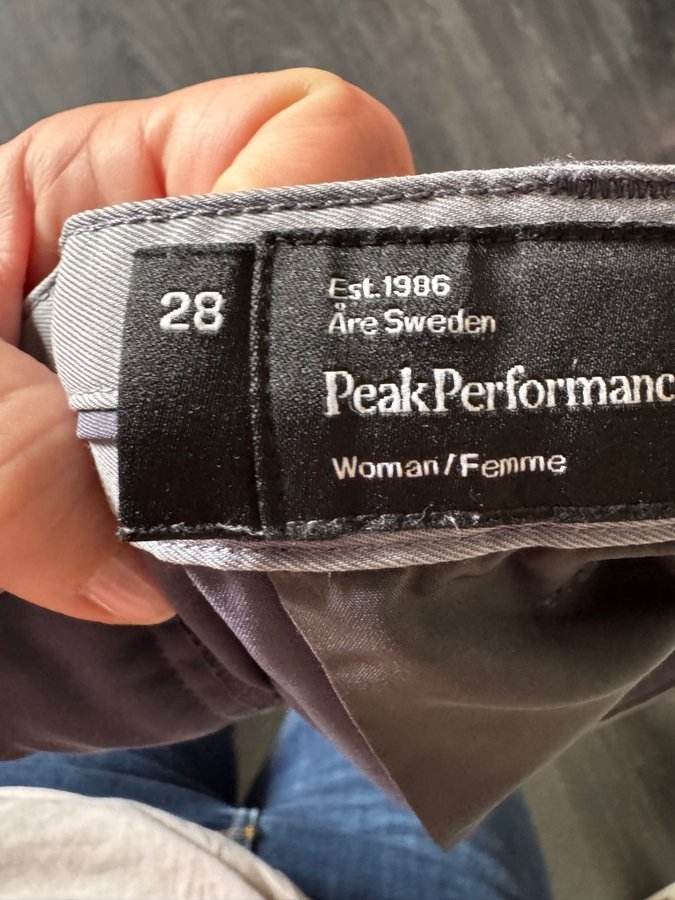 28
Est.1986
Åre Sweden
PeakPerformanc
Woman/Femme